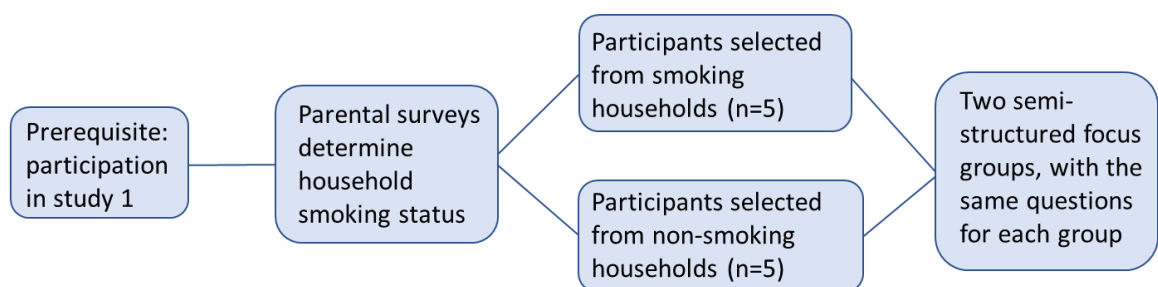 Prerequisite:
participation
in study 1
Parental surveys
determine
household
smoking status
Participants selected
from smoking
households (n=5)
Participants selected
from non-smoking
households (n=5)
Two semi-
structured focus
groups, with the
same questions
for each group